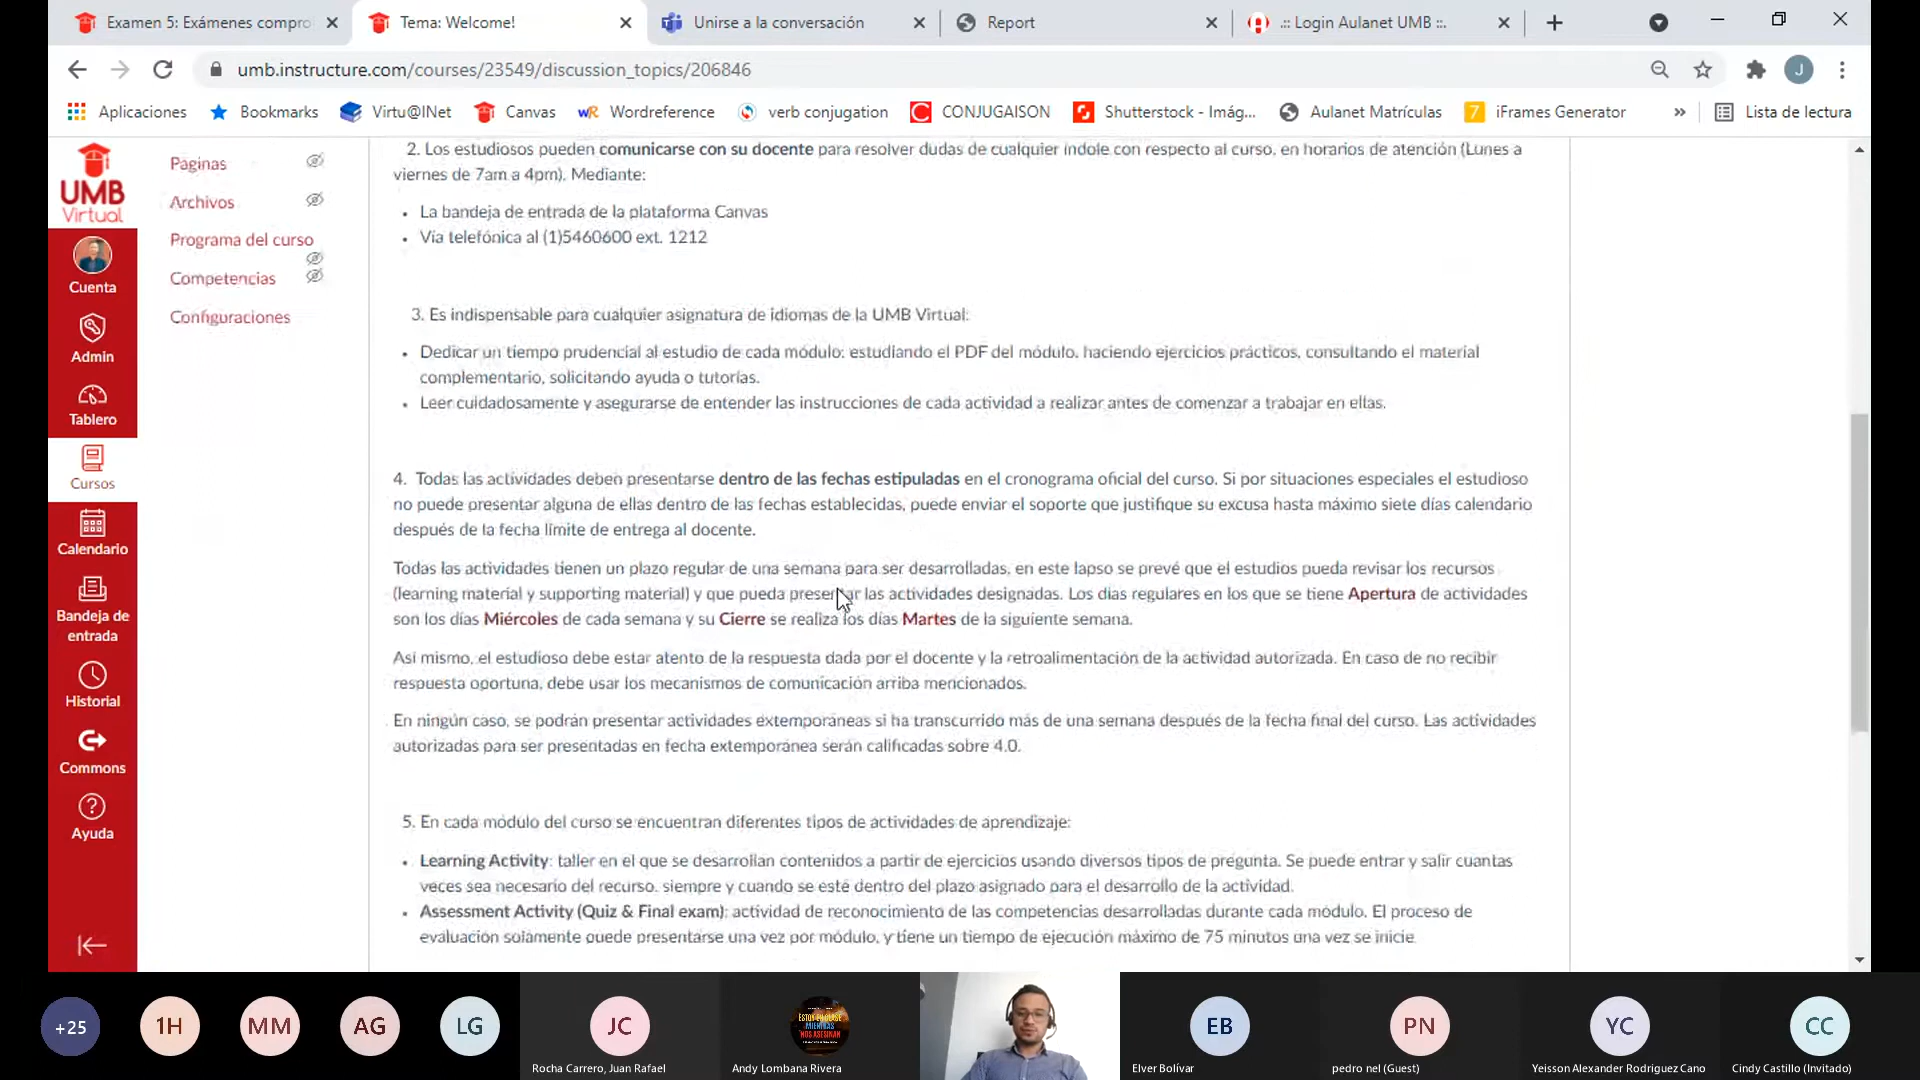 Examen 5: Exámenes compro
Tema: Welcome!
Unirse a la conversación
Report
.:: Login Aulanet UMB ::.
umb.instructure.com/courses/23549/discussion_topics/206846
J
Aplicaciones
Bookmarks
Virtu@lNet
Canvas
wR Wordreference
verb conjugation
C CONJUGAISON
Shutterstock - Imág...
Aulanet Matrículas
7 iFrames Generator
»
Lista de lectura
UMB
Virtual
Cuenta
Admin
Tablero
Cursos
Calendario
Bandeja de
entrada
Historial
Commons
Ayuda
Páginas
Archivos
Programa del curso
Competencias
Configuraciones
2. Los estudiosos pueden comunicarse con su docente para resolver dudas de cualquier índole con respecto al curso, en horarios de atención (Lunes a
viernes de 7am a 4pm). Mediante:
• La bandeja de entrada de la plataforma Canvas
• Vía telefónica al (1)5460600 ext. 1212
3. Es indispensable para cualquier asignatura de idiomas de la UMB Virtual:
• Dedicar un tiempo prudencial al estudio de cada módulo: estudiando el PDF del módulo, haciendo ejercicios prácticos, consultando el material
complementario, solicitando ayuda o tutorías.
• Leer cuidadosamente y asegurarse de entender las instrucciones de cada actividad a realizar antes de comenzar a trabajar en ellas.
4. Todas las actividades deben presentarse dentro de las fechas estipuladas en el cronograma oficial del curso. Si por situaciones especiales el estudioso
no puede presentar alguna de ellas dentro de las fechas establecidas, puede enviar el soporte que justifique su excusa hasta máximo siete días calendario
después de la fecha límite de entrega al docente.
Todas las actividades tienen un plazo regular de una semana para ser desarrolladas, en este lapso se prevé que el estudios pueda revisar los recursos
(learning material y supporting material) y que pueda presentar las actividades designadas. Los días regulares en los que se tiene Apertura de actividades
son los días Miércoles de cada semana y su Cierre se realiza los días Martes de la siguiente semana.
Así mismo, el estudioso debe estar atento de la respuesta dada por el docente y la retroalimentación de la actividad autorizada. En caso de no recibir
respuesta oportuna, debe usar los mecanismos de comunicación arriba mencionados.
En ningún caso, se podrán presentar actividades extemporáneas si ha transcurrido más de una semana después de la fecha final del curso. Las actividades
autorizadas para ser presentadas en fecha extemporánea serán calificadas sobre 4.0.
5. En cada módulo del curso se encuentran diferentes tipos de actividades de aprendizaje:
• Learning Activity: taller en el que se desarrollan contenidos a partir de ejercicios usando diversos tipos de pregunta. Se puede entrar y salir cuantas
veces sea necesario del recurso, siempre y cuando se esté dentro del plazo asignado para el desarrollo de la actividad.
• Assessment Activity (Quiz & Final exam): actividad de reconocimiento de las competencias desarrolladas durante cada módulo. El proceso de
evaluación solamente puede presentarse una vez por módulo, y tiene un tiempo de ejecución máximo de 75 minutos una vez se inicie
+25
1H
MM
AG
LG
JC
Rocha Carrero, Juan Rafael
ESTOY EN CLASE
MIENTRAS
NOS ASESINAN
Andy Lombana Rivera
EB
Elver Bolívar
PN
pedro nel (Guest)
YC
Yeisson Alexander Rodriguez Cano
CC
Cindy Castillo (Invitado)